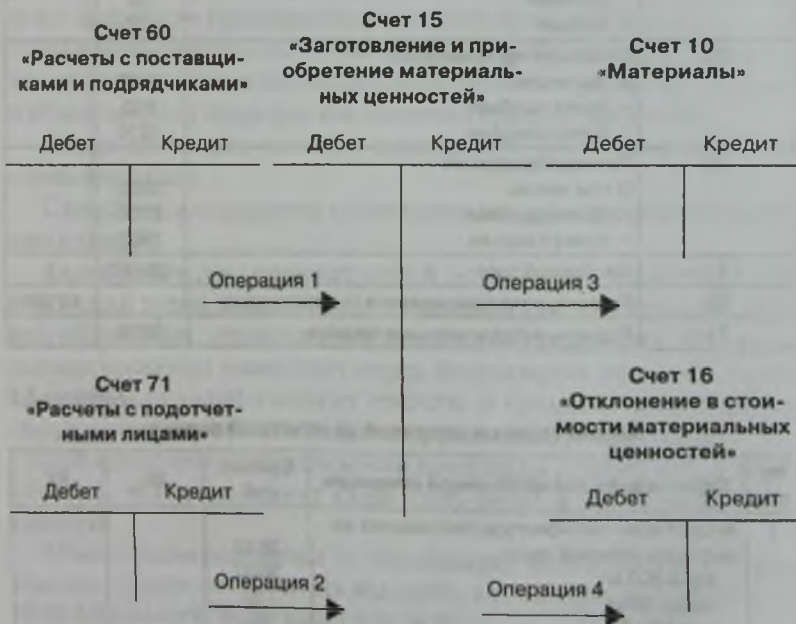 Счет 60
«Расчеты с поставщи-
ками и подрядчиками»
Дебет Кредит
Счет 15
«Заготовление и при-
обретение материаль-
ных ценностей»
Дебет Кредит
Счет 10
«Материалы»
Дебет Кредит
Операция 1
Операция 3
Счет 71
«Расчеты с подотчет-
ными лицами»
Дебет Кредит
Счет 16
«Отклонение в стои-
мости материальных
ценностей»
Дебет Кредит
Операция 2
Операция 4